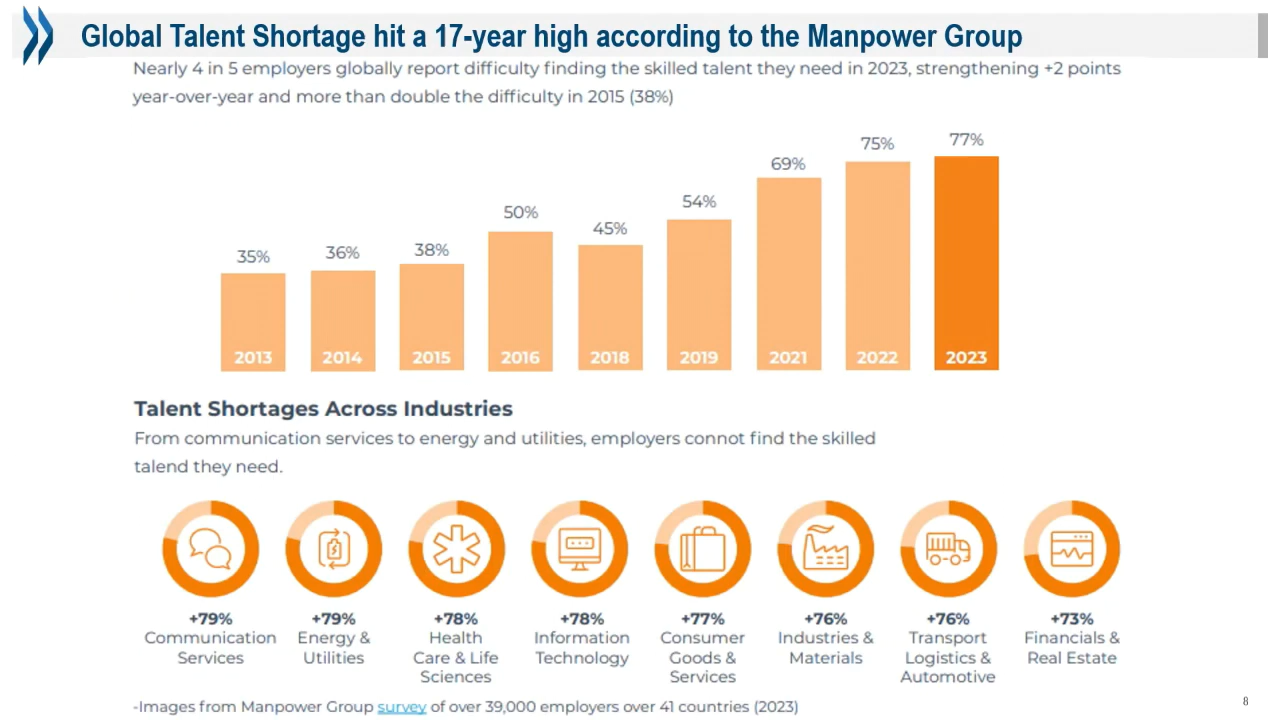 Global Talent Shortage hit a 17-year high according to the Manpower Group
Nearly 4 in 5 employers globally report difficulty finding the skilled talent they need in 2023, strengthening +2 points
year-over-year and more than double the difficulty in 2015 (38%)
35%
36%
38%
50%
45%
54%
69%
75%
77%
2013
2014
2015
2016
2018
2019
2021
2022
2023
Talent Shortages Across Industries
From communication services to energy and utilities, employers connot find the skilled
talend they need.
+79%
Communication
Services
+79%
Energy &
Utilities
+78%
Health
Care & Life
Sciences
+78%
Information
Technology
+77%
Consumer
Goods &
Services
+76%
Industries &
Materials
+76%
Transport
Logistics &
Automotive
+73%
Financials &
Real Estate
-Images from Manpower Group survey of over 39,000 employers over 41 countries (2023)
8